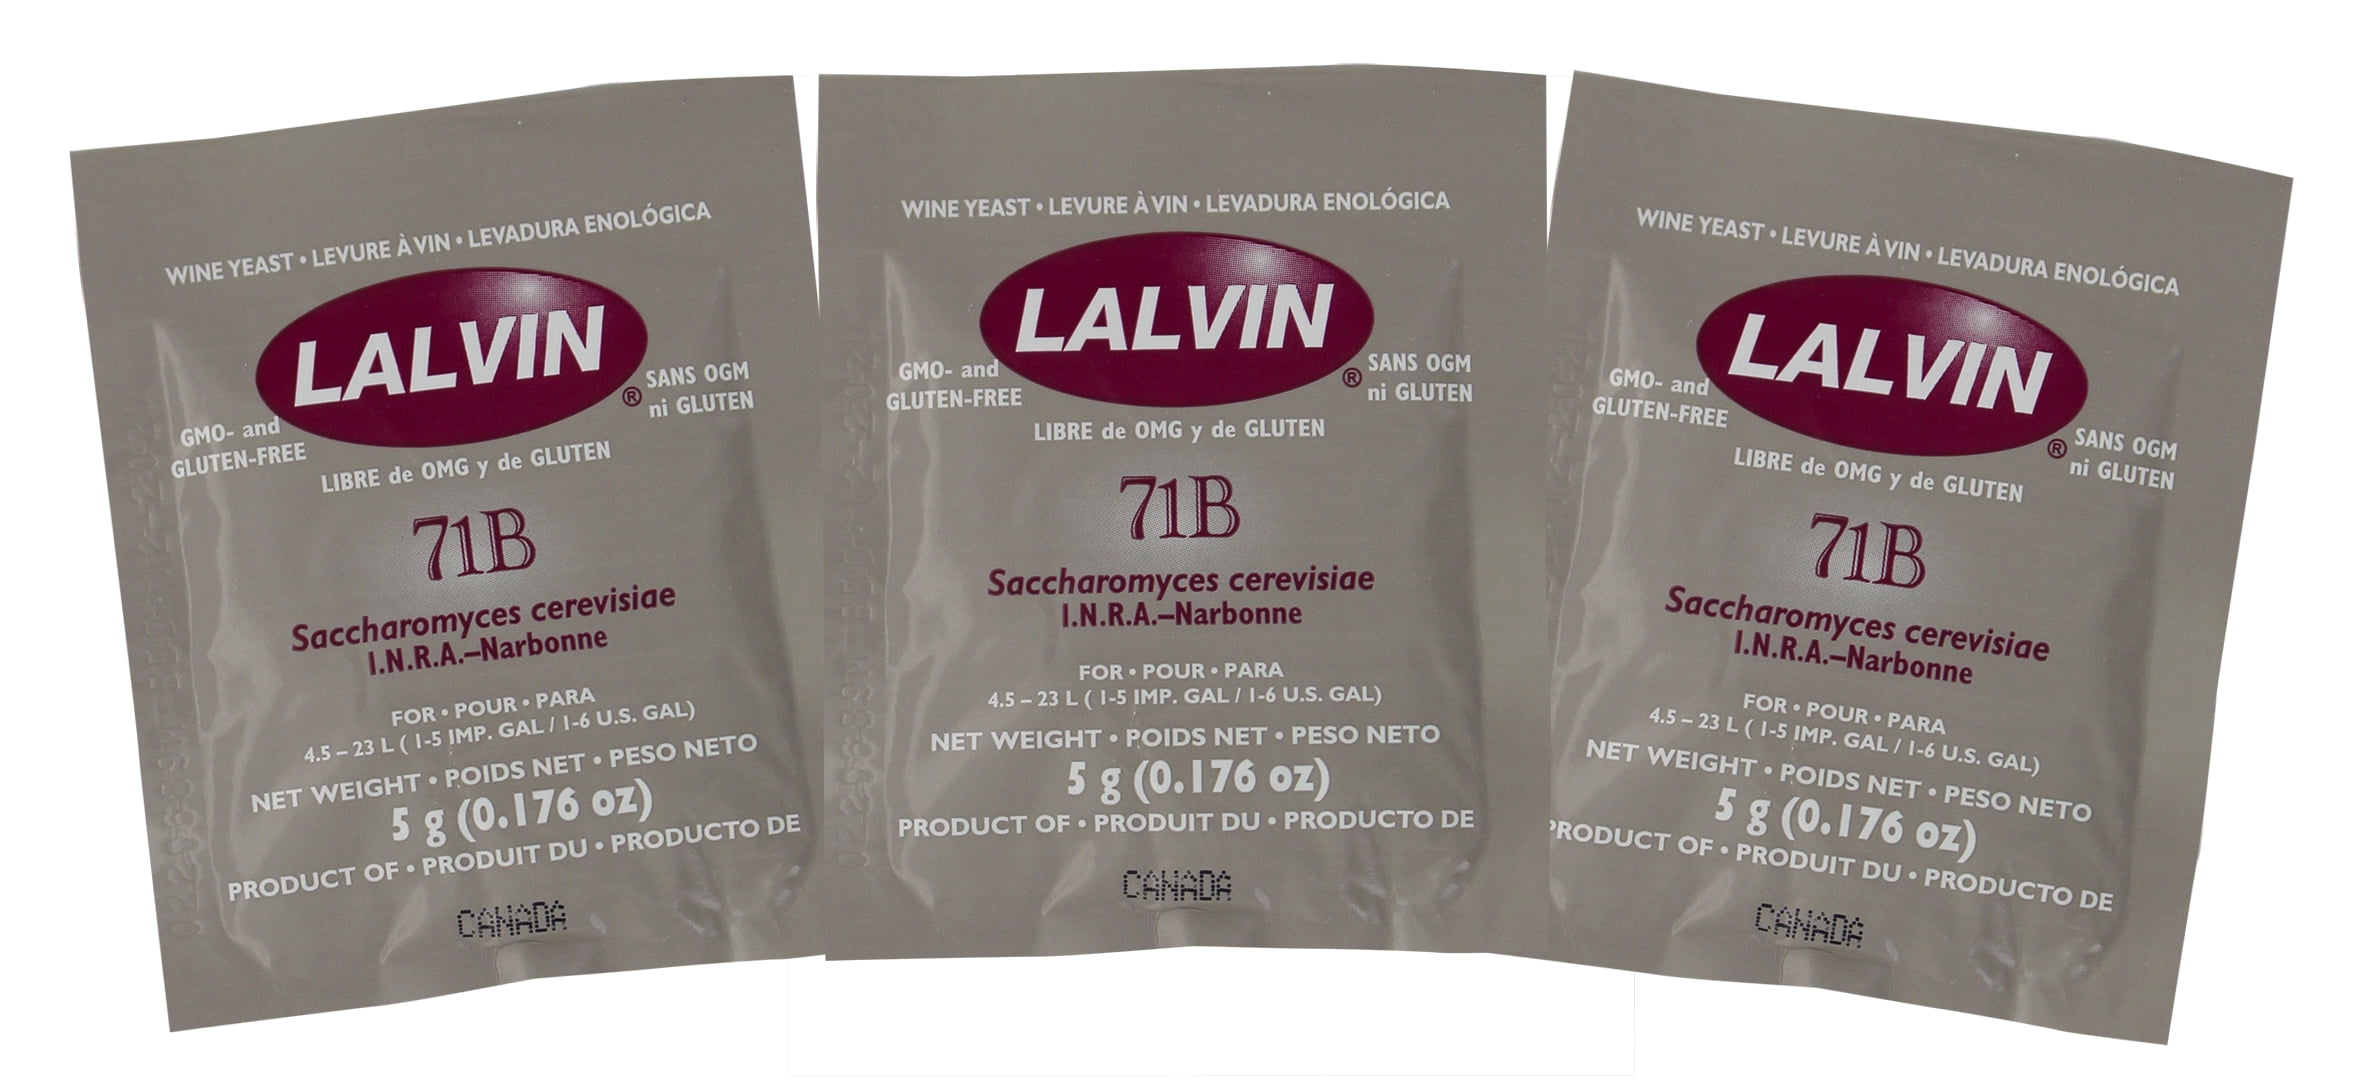 WINE YEAST • LEVURE À VIN • LEVADURA ENOLÓGICA
LALVIN®
GMO- and
GLUTEN-FREE
SANS OGM
ni GLUTEN
LIBRE de OMG y de GLUTEN
71B
Saccharomyces cerevisiae
I.N.R.A.–Narbonne
FOR • POUR • PARA
4.5 – 23 L ( 1-5 IMP. GAL / 1-6 U.S. GAL)
NET WEIGHT • POIDS NET • PESO NETO
5 g (0.176 oz)
PRODUCT OF • PRODUIT DU • PRODUCTO DE
CANADA
WINE YEAST • LEVURE À VIN • LEVADURA ENOLÓGICA
LALVIN®
GMO- and
GLUTEN-FREE
SANS OGM
ni GLUTEN
LIBRE de OMG y de GLUTEN
71B
Saccharomyces cerevisiae
I.N.R.A.–Narbonne
FOR • POUR • PARA
4.5 – 23 L ( 1-5 IMP. GAL / 1-6 U.S. GAL)
NET WEIGHT • POIDS NET • PESO NETO
5 g (0.176 oz)
PRODUCT OF • PRODUIT DU • PRODUCTO DE
CANADA
WINE YEAST • LEVURE À VIN • LEVADURA ENOLÓGICA
LALVIN®
GMO- and
GLUTEN-FREE
SANS OGM
ni GLUTEN
LIBRE de OMG y de GLUTEN
71B
Saccharomyces cerevisiae
I.N.R.A.–Narbonne
FOR • POUR • PARA
4.5 – 23 L ( 1-5 IMP. GAL / 1-6 U.S. GAL)
NET WEIGHT • POIDS NET • PESO NETO
5 g (0.176 oz)
PRODUCT OF • PRODUIT DU • PRODUCTO DE
CANADA